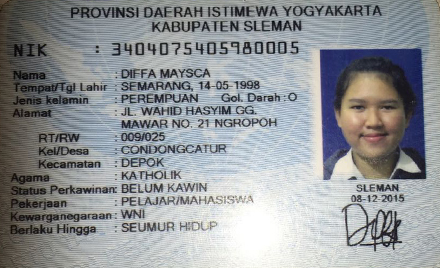 PROVINSI DAERAH ISTIMEWA YOGYAKARTA
KABUPATEN SLEMAN
NIK : 3404075405980005
Nama : DIFFA MAYSCA
Tempat/Tgl Lahir : SEMARANG, 14-05-1998
Jenis kelamin : PEREMPUAN Gol. Darah : O
Alamat : JL. WAHID HASYIM GG.
MAWAR NO. 21 NGROPOH
RT/RW : 009/025
Kel/Desa : CONDONGCATUR
Kecamatan : DEPOK
Agama : KATHOLIK
Status Perkawinan: BELUM KAWIN
Pekerjaan : PELAJAR/MAHASISWA
Kewarganegaraan: WNI
Berlaku Hingga : SEUMUR HIDUP
SLEMAN
08-12-2015